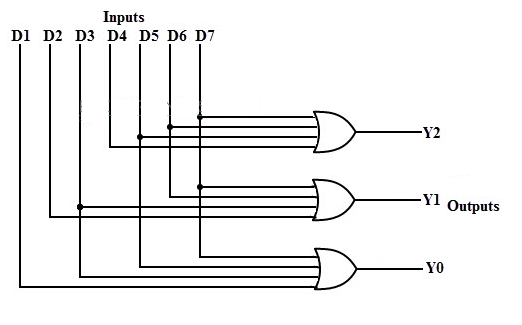 Inputs
D1 D2 D3 D4 D5 D6 D7
Y2
Y1 Outputs
Y0